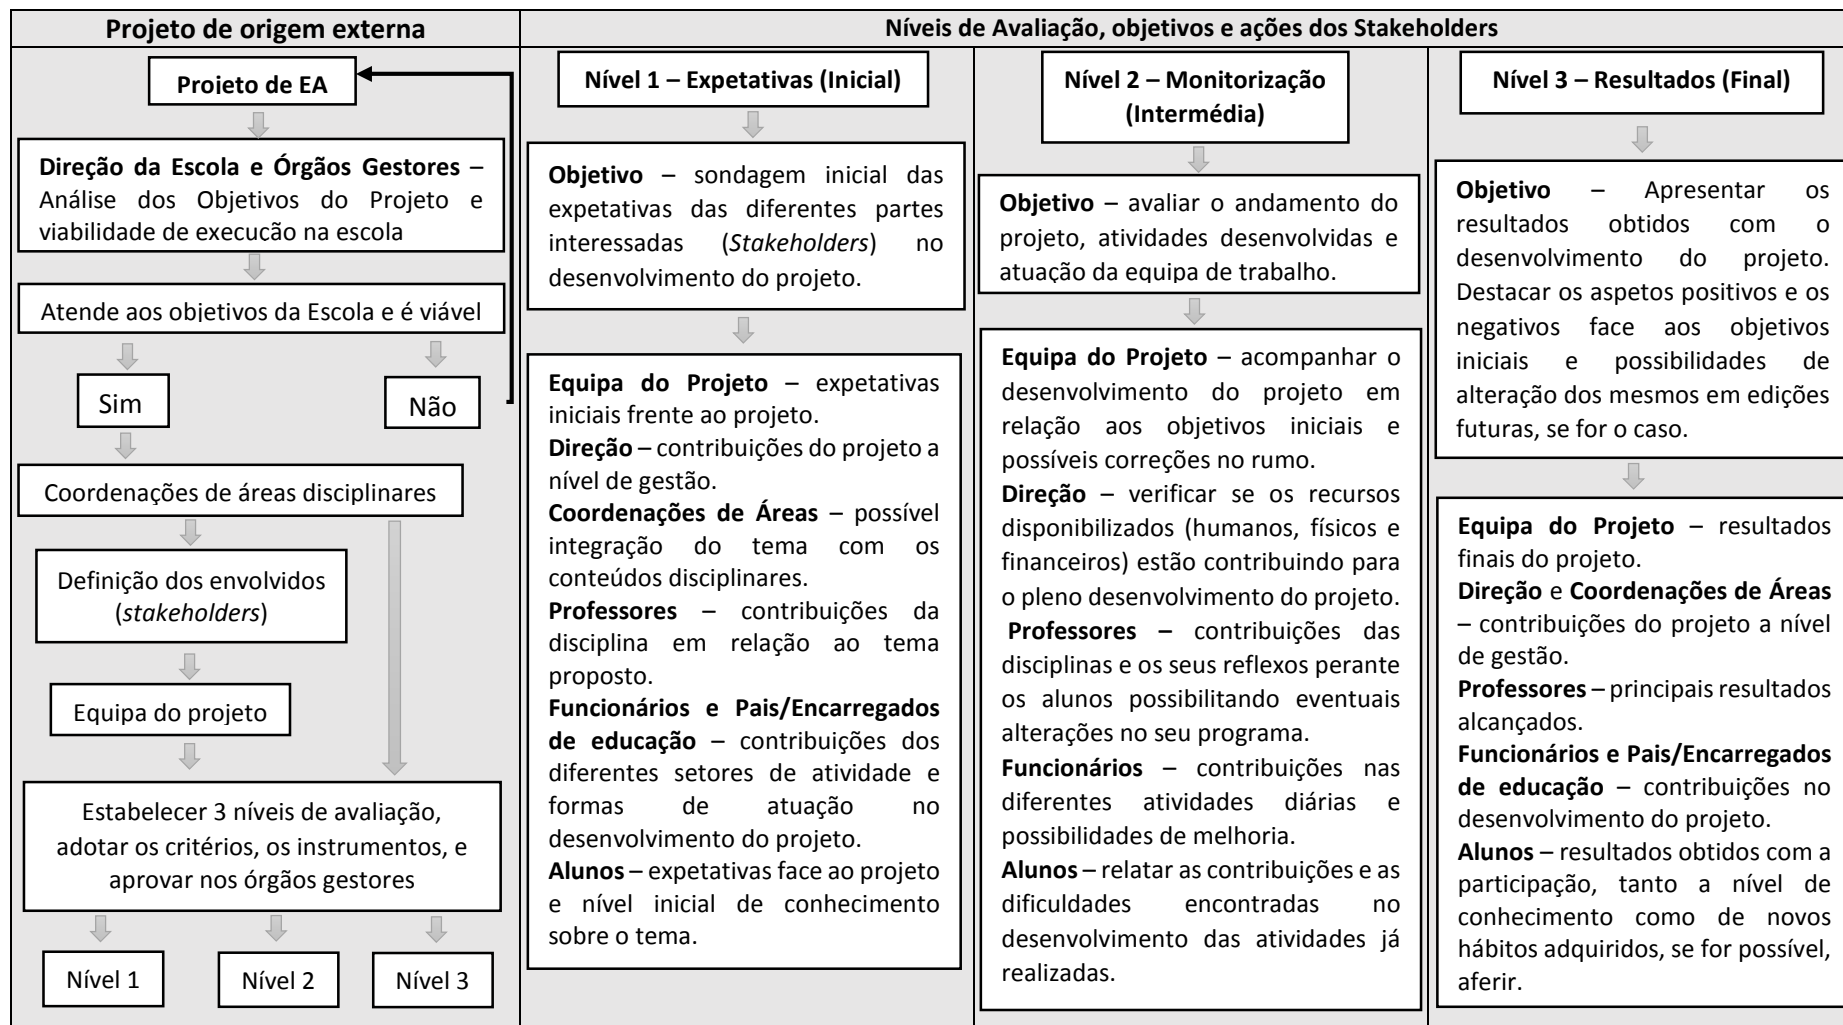 Projeto de origem externa
Níveis de Avaliação, objetivos e ações dos Stakeholders
Projeto de EA
Direção da Escola e Órgãos Gestores –
Análise dos Objetivos do Projeto e
viabilidade de execução na escola
Atende aos objetivos da Escola e é viável
Sim
Não
Coordenações de áreas disciplinares
Definição dos envolvidos
(stakeholders)
Equipa do projeto
Estabelecer 3 níveis de avaliação,
adotar os critérios, os instrumentos, e
aprovar nos órgãos gestores
Nível 1
Nível 2
Nível 3
Nível 1 – Expetativas (Inicial)
Objetivo – sondagem inicial das
expetativas das diferentes partes
interessadas (Stakeholders) no
desenvolvimento do projeto.
Equipa do Projeto – expetativas
iniciais frente ao projeto.
Direção – contribuições do projeto a
nível de gestão.
Coordenações de Áreas – possível
integração do tema com os
conteúdos disciplinares.
Professores – contribuições da
disciplina em relação ao tema
proposto.
Funcionários e Pais/Encarregados
de educação – contribuições dos
diferentes setores de atividade e
formas de atuação no
desenvolvimento do projeto.
Alunos – expetativas face ao projeto
e nível inicial de conhecimento
sobre o tema.
Nível 2 – Monitorização
(Intermédia)
Objetivo – avaliar o andamento do
projeto, atividades desenvolvidas e
atuação da equipa de trabalho.
Equipa do Projeto – acompanhar o
desenvolvimento do projeto em
relação aos objetivos iniciais e
possíveis correções no rumo.
Direção – verificar se os recursos
disponibilizados (humanos, físicos e
financeiros) estão contribuindo para
o pleno desenvolvimento do projeto.
Professores – contribuições das
disciplinas e os seus reflexos perante
os alunos possibilitando eventuais
alterações no seu programa.
Funcionários – contribuições nas
diferentes atividades diárias e
possibilidades de melhoria.
Alunos – relatar as contribuições e as
dificuldades encontradas no
desenvolvimento das atividades já
realizadas.
Nível 3 – Resultados (Final)
Objetivo – Apresentar os
resultados obtidos com o
desenvolvimento do projeto.
Destacar os aspetos positivos e os
negativos face aos objetivos
iniciais e possibilidades de
alteração dos mesmos em edições
futuras, se for o caso.
Equipa do Projeto – resultados
finais do projeto.
Direção e Coordenações de Áreas
– contribuições do projeto a nível
de gestão.
Professores – principais resultados
alcançados.
Funcionários e Pais/Encarregados
de educação – contribuições no
desenvolvimento do projeto.
Alunos – resultados obtidos com a
participação, tanto a nível de
conhecimento como de novos
hábitos adquiridos, se for possível,
aferir.